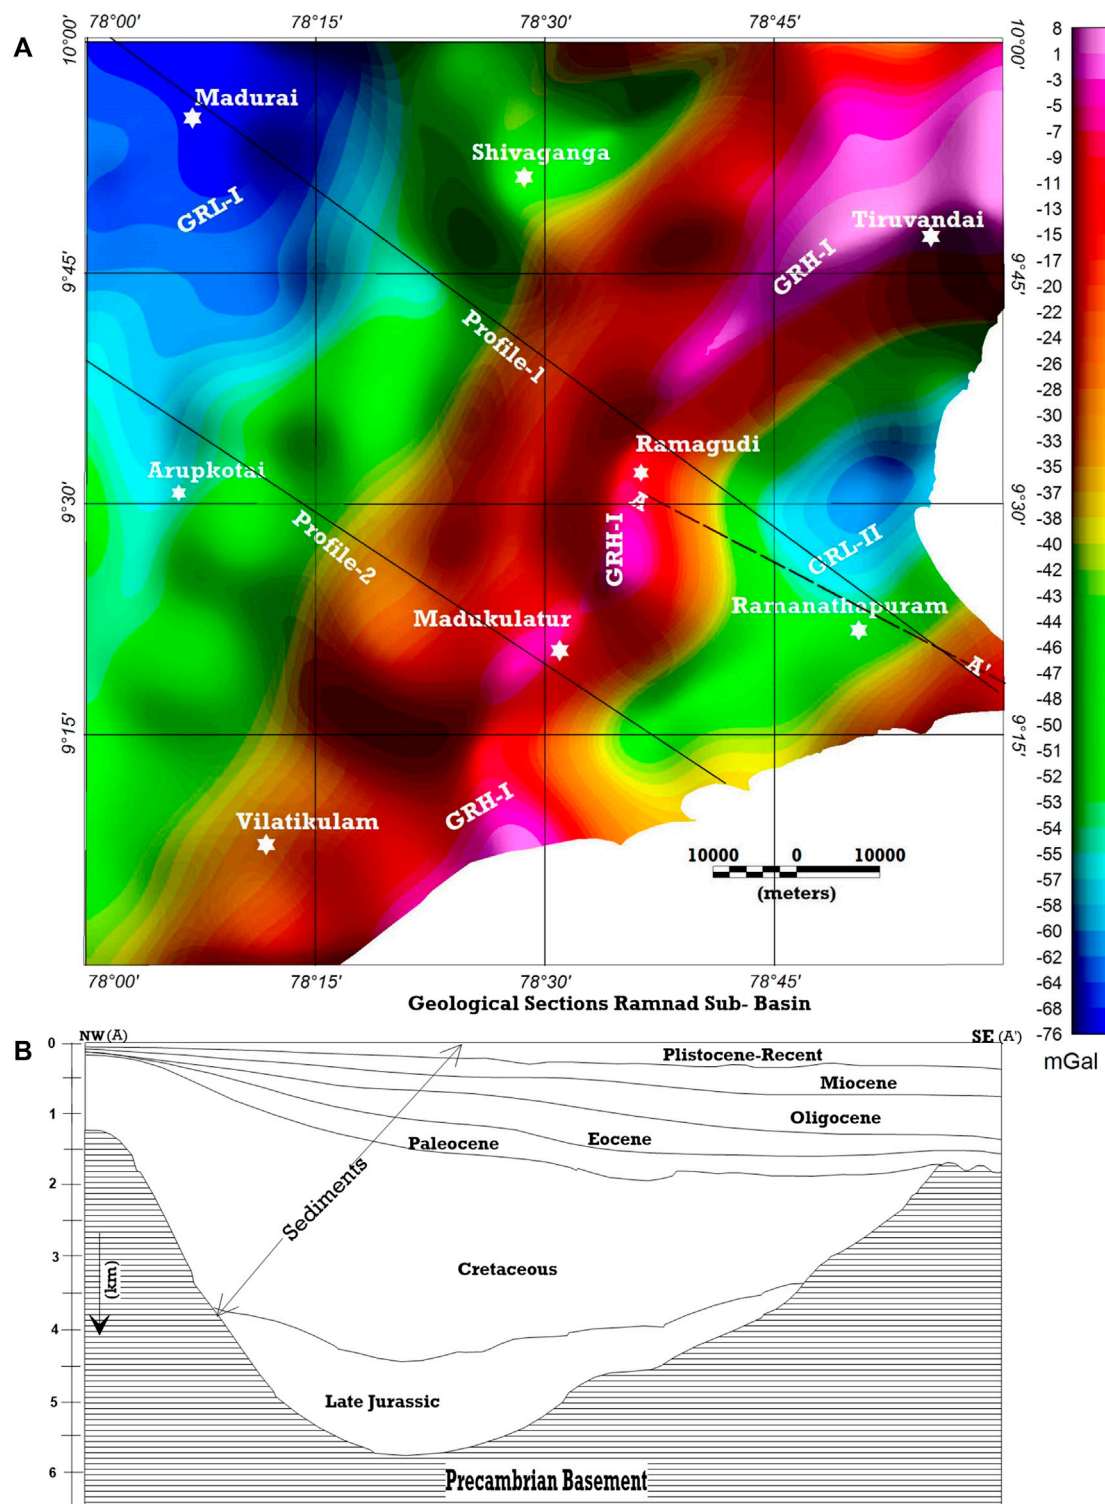 A
78°00'
78°15'
78°30'
78°45'
10°00'
10°00'
Madurai
GRL-I
Shivaganga
Tiruvandai
GRH-I
9°45'
9°45'
Profile-1
Ramagudi
A
Arupkotai
9°30'
9°30'
GRH-I
GRL-II
Profile-2
Ramanathapuram
Madukulatur
A'
9°15'
9°15'
GRH-I
Vilatikulam
10000 0 10000
(meters)
78°00'
78°15'
78°30'
78°45'
8
1
-3
-5
-7
-9
-11
-13
-15
-17
-20
-22
-24
-26
-28
-30
-33
-35
-37
-38
-40
-42
-43
-44
-46
-47
-48
-50
-51
-52
-53
-54
-55
-57
-58
-60
-62
-64
-68
-76
mGal
Geological Sections Ramnad Sub- Basin
B
NW (A)
SE (A')
0
1
2
3
4
5
6
(km)
Plistocene-Recent
Miocene
Oligocene
Eocene
Paleocene
Sediments
Cretaceous
Late Jurassic
Precambrian Basement